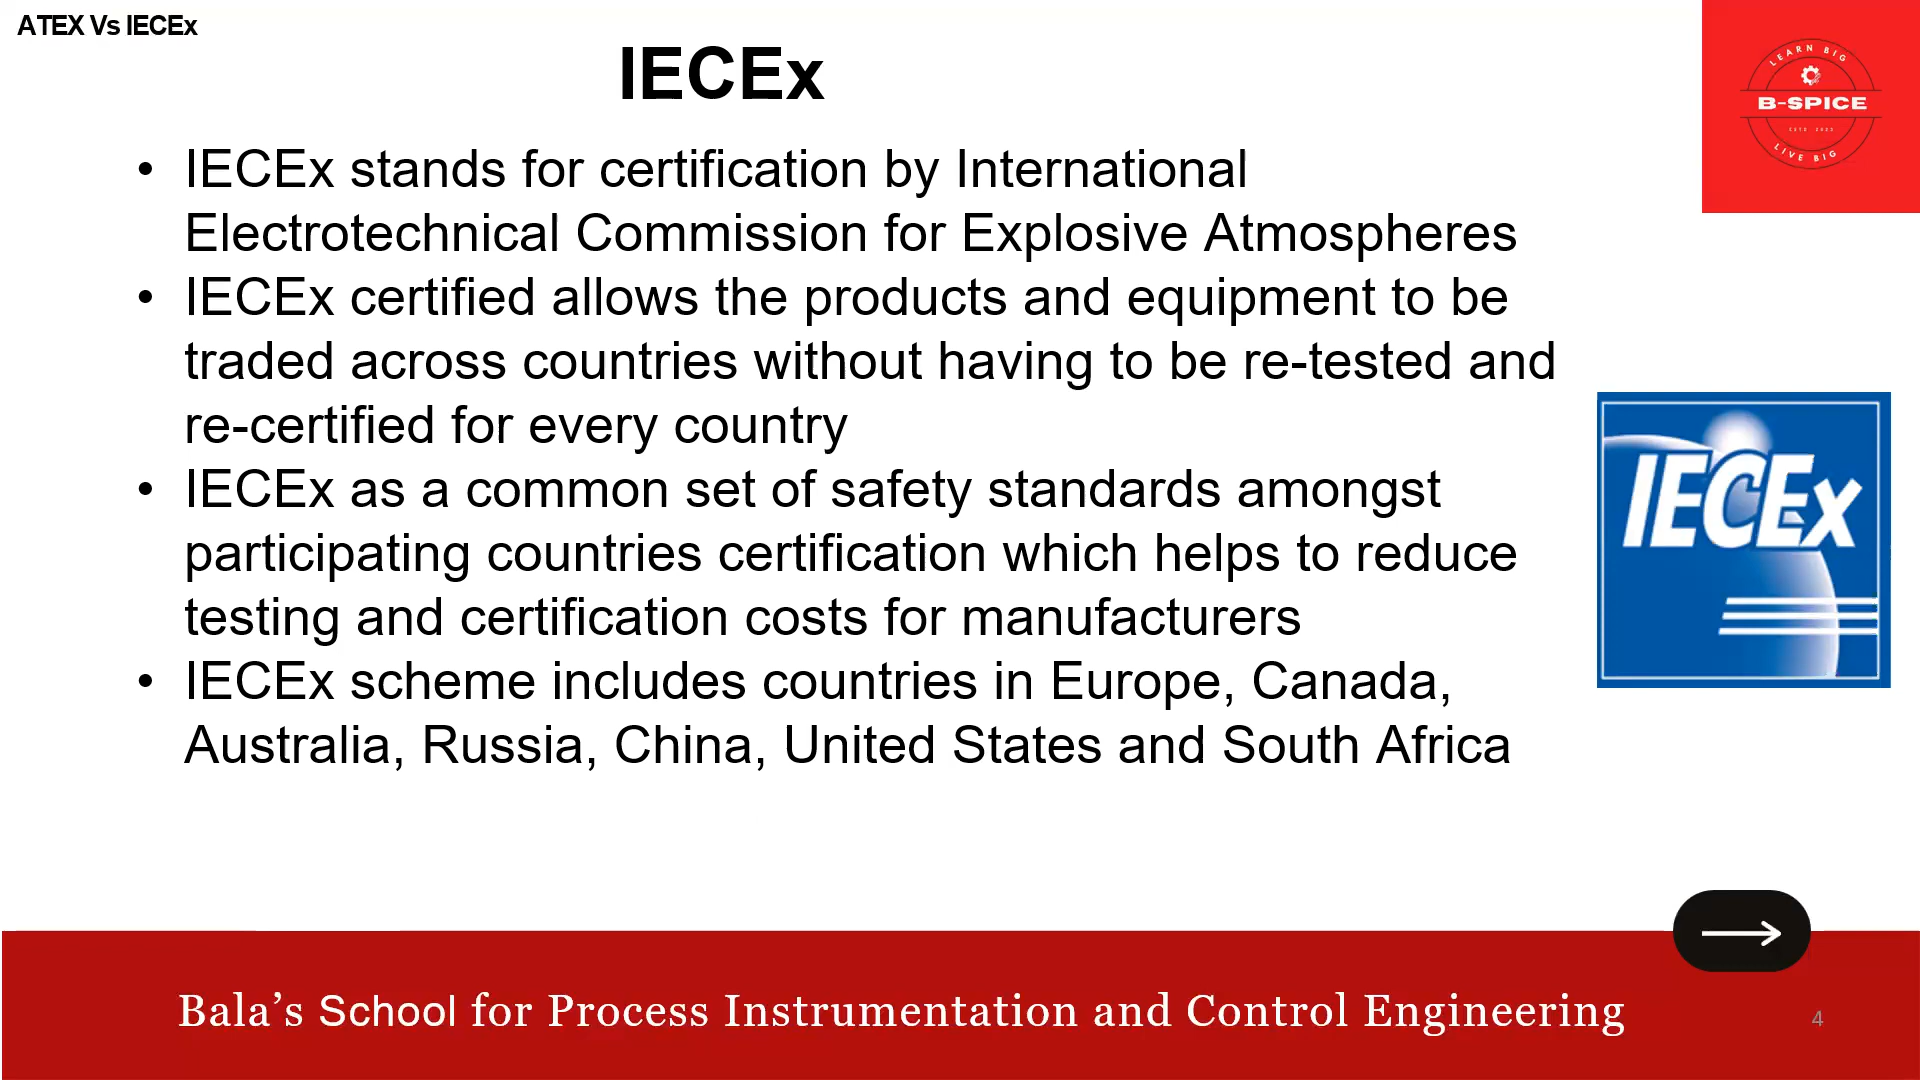 ATEX Vs IECEx
IECEx
LEARN BIG
B-SPICE
ESTD 2023
LIVE BIG
• IECEx stands for certification by International
Electrotechnical Commission for Explosive Atmospheres
• IECEx certified allows the products and equipment to be
traded across countries without having to be re-tested and
re-certified for every country
• IECEx as a common set of safety standards amongst
participating countries certification which helps to reduce
testing and certification costs for manufacturers
• IECEx scheme includes countries in Europe, Canada,
Australia, Russia, China, United States and South Africa
IECEx
Bala’s School for Process Instrumentation and Control Engineering
4